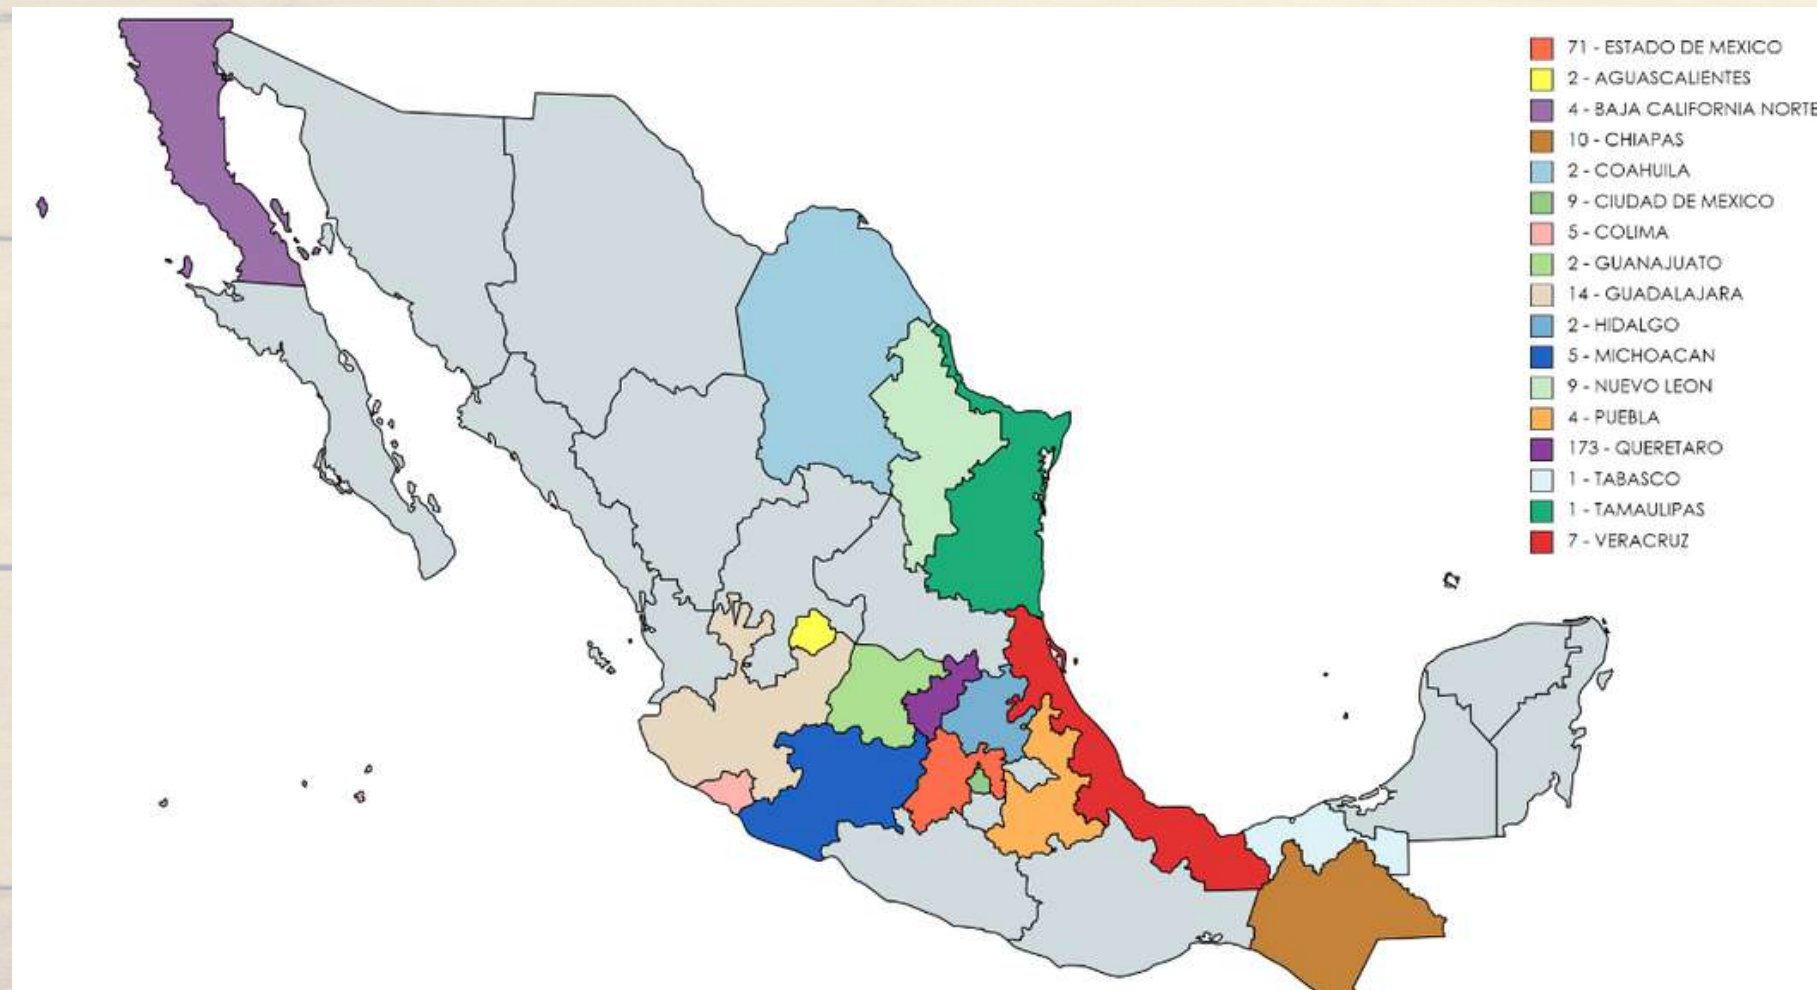 71 - ESTADO DE MEXICO
2 - AGUASCALIENTES
4 - BAJA CALIFORNIA NORTE
10 - CHIAPAS
2 - COAHUILA
9 - CIUDAD DE MEXICO
5 - COLIMA
2 - GUANAJUATO
14 - GUADALAJARA
2 - HIDALGO
5 - MICHOACAN
9 - NUEVO LEON
4 - PUEBLA
173 - QUERETARO
1 - TABASCO
1 - TAMAULIPAS
7 - VERACRUZ